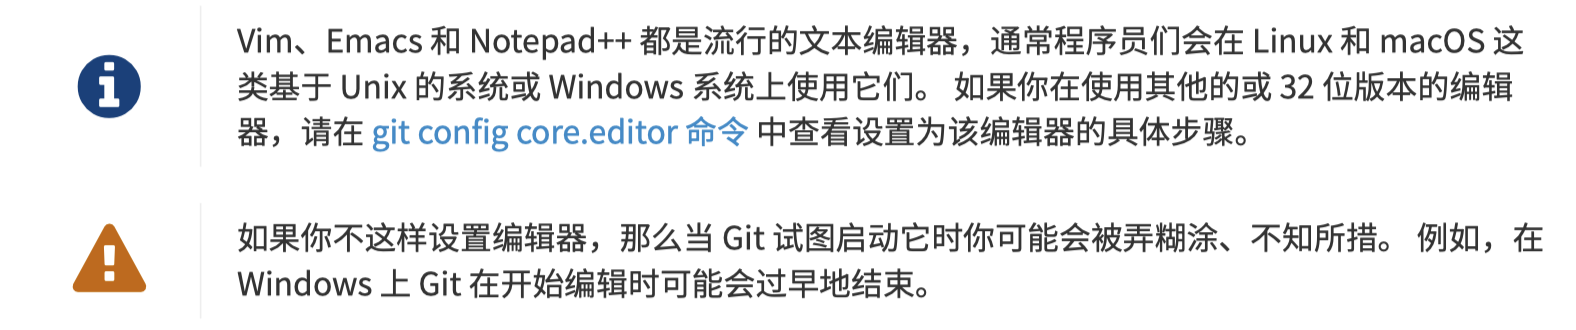 Vim、Emacs 和 Notepad++ 都是流行的文本编辑器，通常程序员们会在 Linux 和 macOS 这
类基于 Unix 的系统或 Windows 系统上使用它们。 如果你在使用其他的或 32 位版本的编辑
器，请在 git config core.editor 命令 中查看设置为该编辑器的具体步骤。
如果你不这样设置编辑器，那么当 Git 试图启动它时你可能会被弄糊涂、不知所措。 例如，在
Windows 上 Git 在开始编辑时可能会过早地结束。